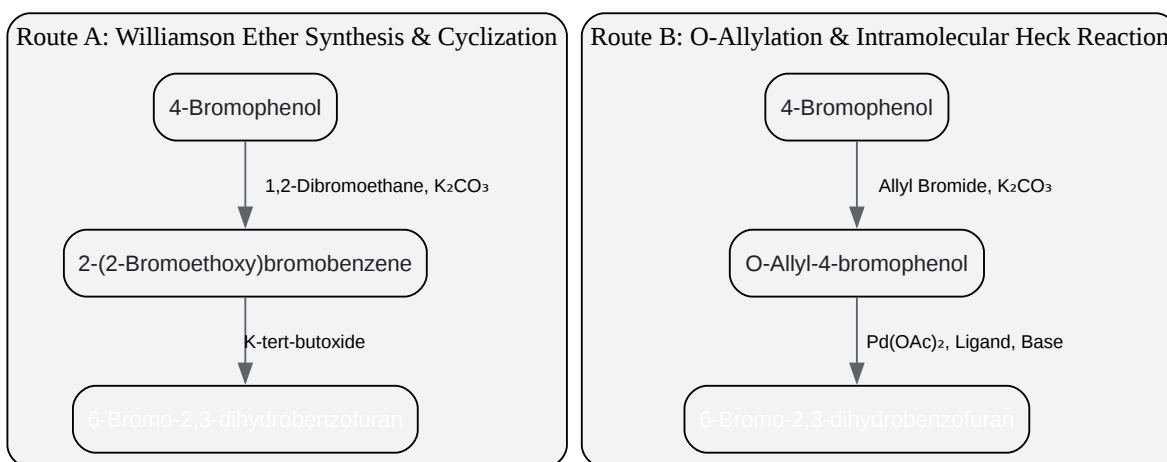 Route A: Williamson Ether Synthesis & Cyclization
4-Bromophenol
1,2-Dibromoethane, K₂CO₃
2-(2-Bromoethoxy)bromobenzene
K-tert-butoxide
6-Bromo-2,3-dihydrobenzofuran
Route B: O-Allylation & Intramolecular Heck Reaction
4-Bromophenol
Allyl Bromide, K₂CO₃
O-Allyl-4-bromophenol
Pd(OAc)₂, Ligand, Base
6-Bromo-2,3-dihydrobenzofuran